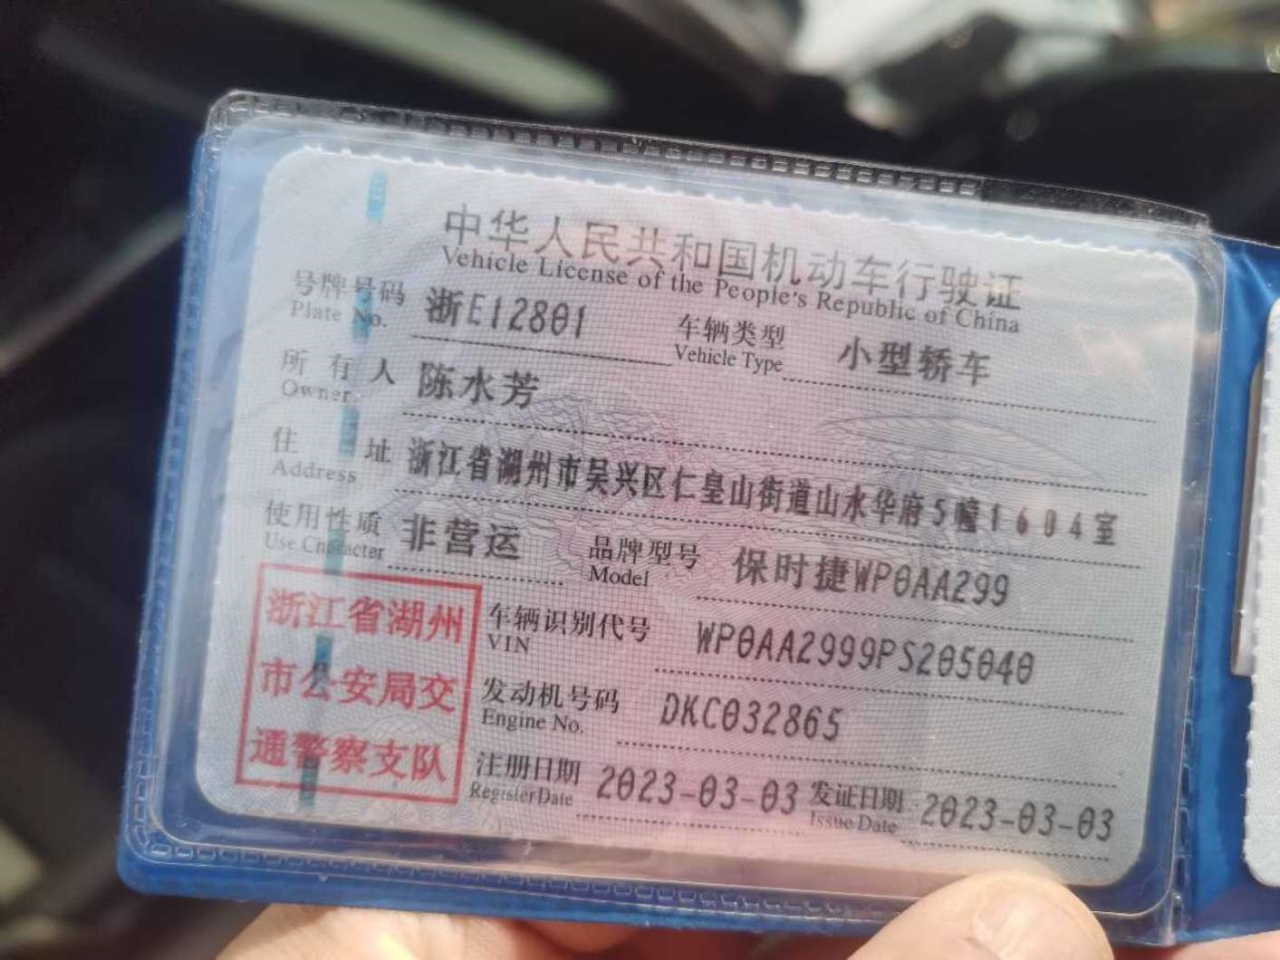 中华人民共和国机动车行驶证
Vehicle License of the People's Republic of China
号牌号码 浙E12801 车辆类型 小型轿车
Plate No. Vehicle Type
所有人 陈水芳
Owner
住址 浙江省湖州市吴兴区仁皇山街道山水华府5幢1604室
Address
使用性质 非营运 品牌型号 保时捷WP0AA299
Use Character Model
浙江省湖州
市公安局交
通警察支队
车辆识别代号 WP0AA2999PS205040
VIN
发动机号码 DKC032865
Engine No.
注册日期 2023-03-03 发证日期 2023-03-03
Register Date Issue Date